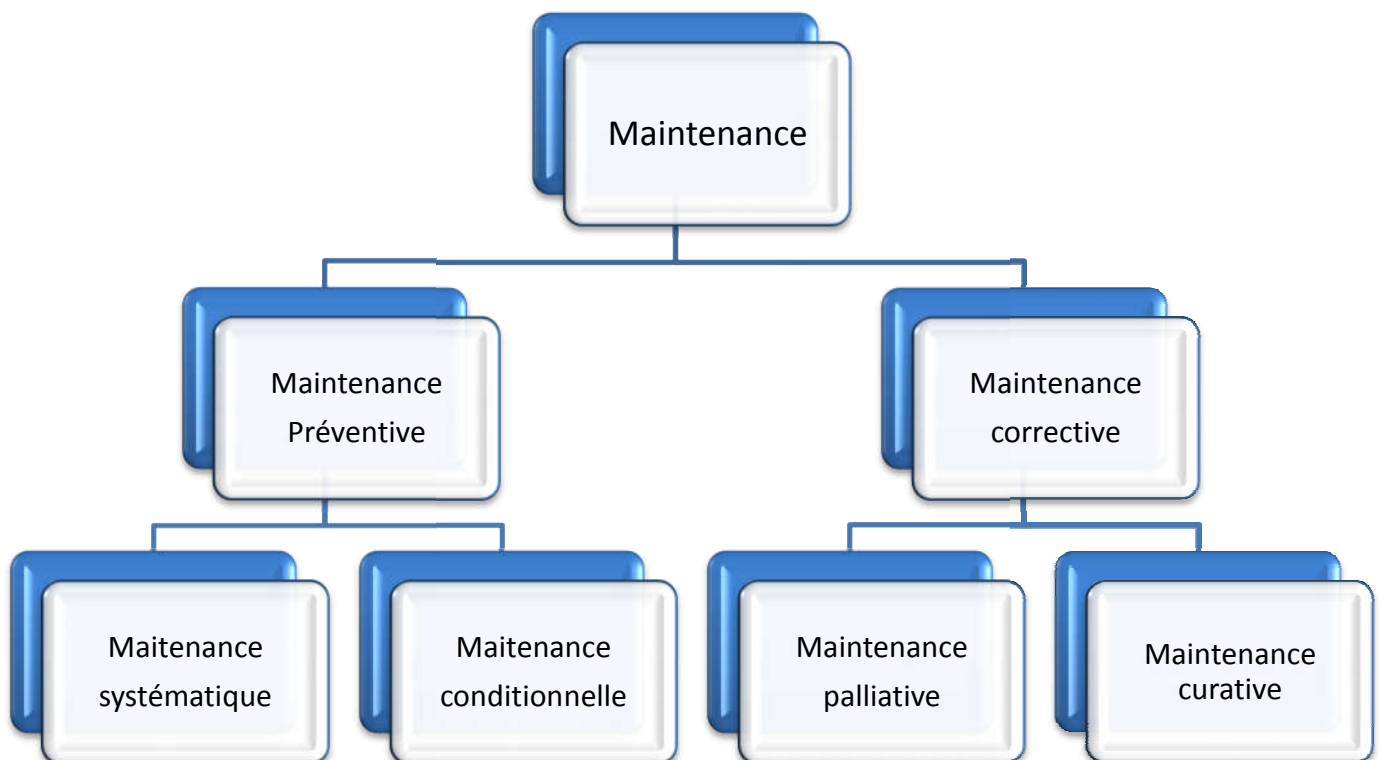 Maintenance
Maintenance
Préventive
Maintenance
corrective
Maitenance
systématique
Maitenance
conditionnelle
Maintenance
palliative
Maintenance
curative